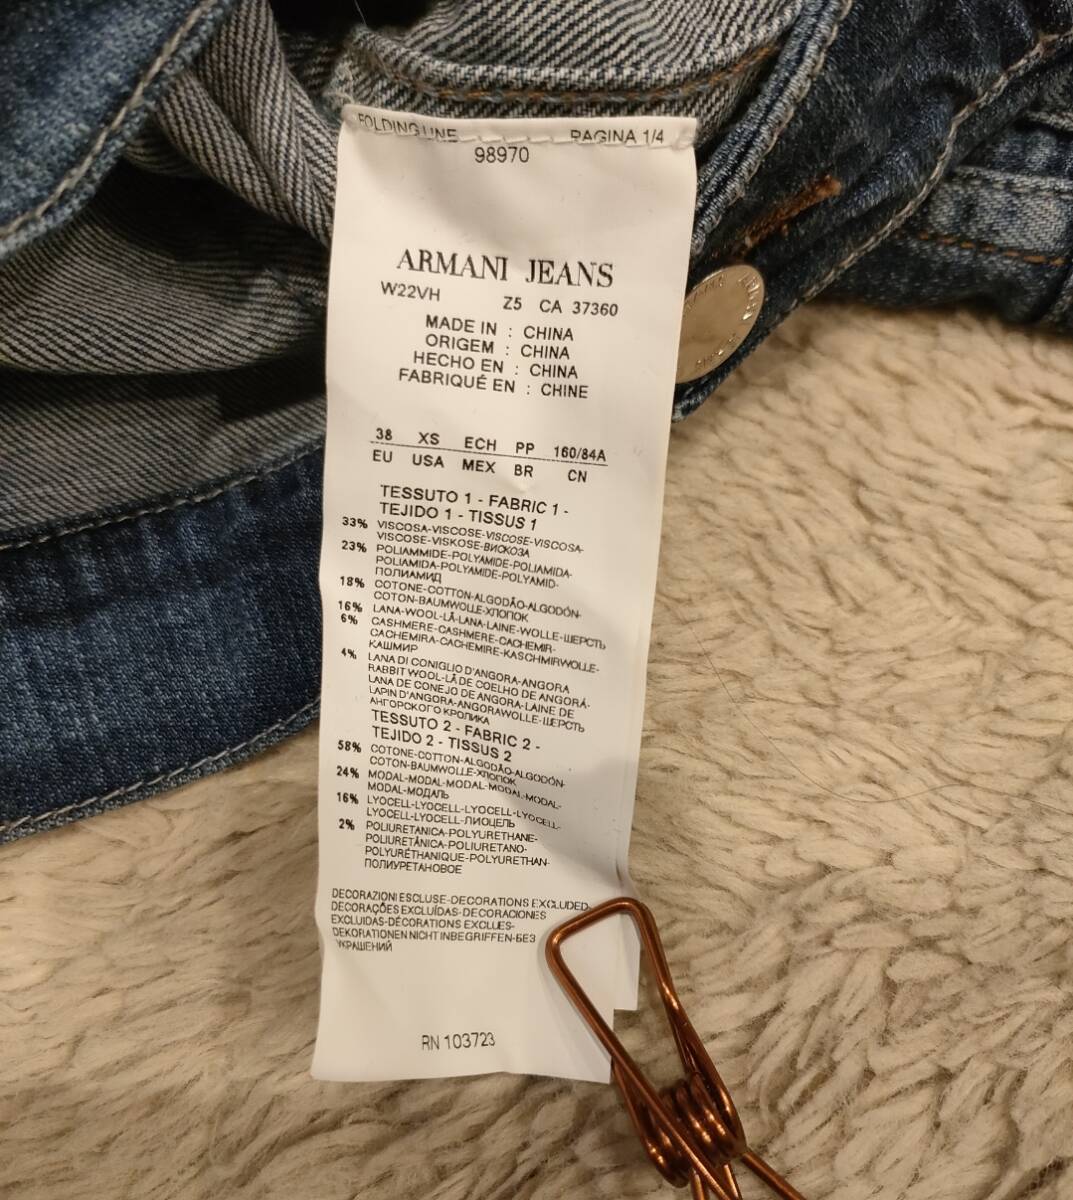 FOLDING LINE PAGINA 1/4
98970
ARMANI JEANS
W22VH Z5 CA 37360
MADE IN : CHINA
ORIGEM : CHINA
HECHO EN : CHINA
FABRIQUÉ EN : CHINE
38 XS ECH PP 160/84A
EU USA MEX BR CN
TESSUTO 1 - FABRIC 1 -
TEJIDO 1 - TISSUS 1
33% VISCOSA-VISCOSE-VISCOSE-VISCOSA-
VISCOSE-VISKOSE-ВИСКОЗА
23% POLIAMMIDE-POLYAMIDE-POLIAMIDA-
POLIAMIDA-POLYAMIDE-POLYAMID-
ПОЛИАМИД
18% COTONE-COTTON-ALGODÃO-ALGODÓN-
COTON-BAUMWOLLE-ХЛОПОК
16% LANA-WOOL-LÃ-LANA-LAINE-WOLLE-ШЕРСТЬ
6% CASHMERE-CASHMERE-CACHEMIR-
CACHEMIRA-CACHEMIRE-KASCHMIRWOLLE-
КАШМИР
4% LANA DI CONIGLIO D'ANGORA-ANGORA
RABBIT WOOL-LÃ DE COELHO DE ANGORÁ-
LANA DE CONEJO DE ANGORA-LAINE DE
LAPIN D'ANGORA-ANGORAWOLLE-ШЕРСТЬ
АНГОРСКОГО КРОЛИКА
TESSUTO 2 - FABRIC 2 -
TEJIDO 2 - TISSUS 2
58% COTONE-COTTON-ALGODÃO-ALGODÓN-
COTON-BAUMWOLLE-ХЛОПОК
24% MODAL-MODAL-MODAL-MODAL-MODAL-
MODAL-МОДАЛЬ
16% LYOCELL-LYOCELL-LYOCELL-LYOCELL-
LYOCELL-LYOCELL-ЛИОЦЕЛЬ
2% POLIURETANICA-POLYURETHANE-
POLIURETÂNICA-POLIURETANO-
POLYURÉTHANIQUE-POLYURETHAN-
ПОЛИУРЕТАНОВОЕ
DECORAZIONI ESCLUSE-DECORATIONS EXCLUDED-
DECORAÇÕES EXCLUÍDAS-DECORACIONES
EXCLUIDAS-DÉCORATIONS EXCLUES-
DEKORATIONEN NICHT INBEGRIFFEN-БЕЗ
УКРАШЕНИЙ
RN 103723